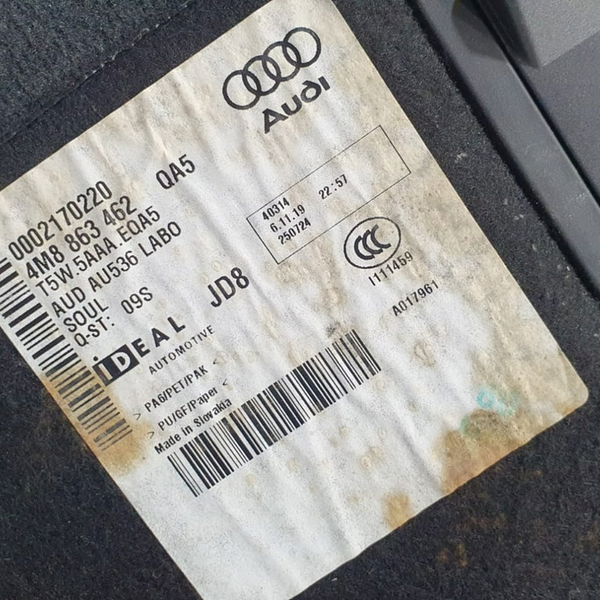 Audi
0002170220
4M8 863 462 QA5
T5W.5AAA.EQA5
AUD AU536 LABO
SOUL
Q-ST: 09S JD8
IDEAL
AUTOMOTIVE
> PA6/PET/PAK <
> PU/GF/Paper <
Made in Slovakia
40314 22:57
6.11.19
250724
CCC
I111459
A017961